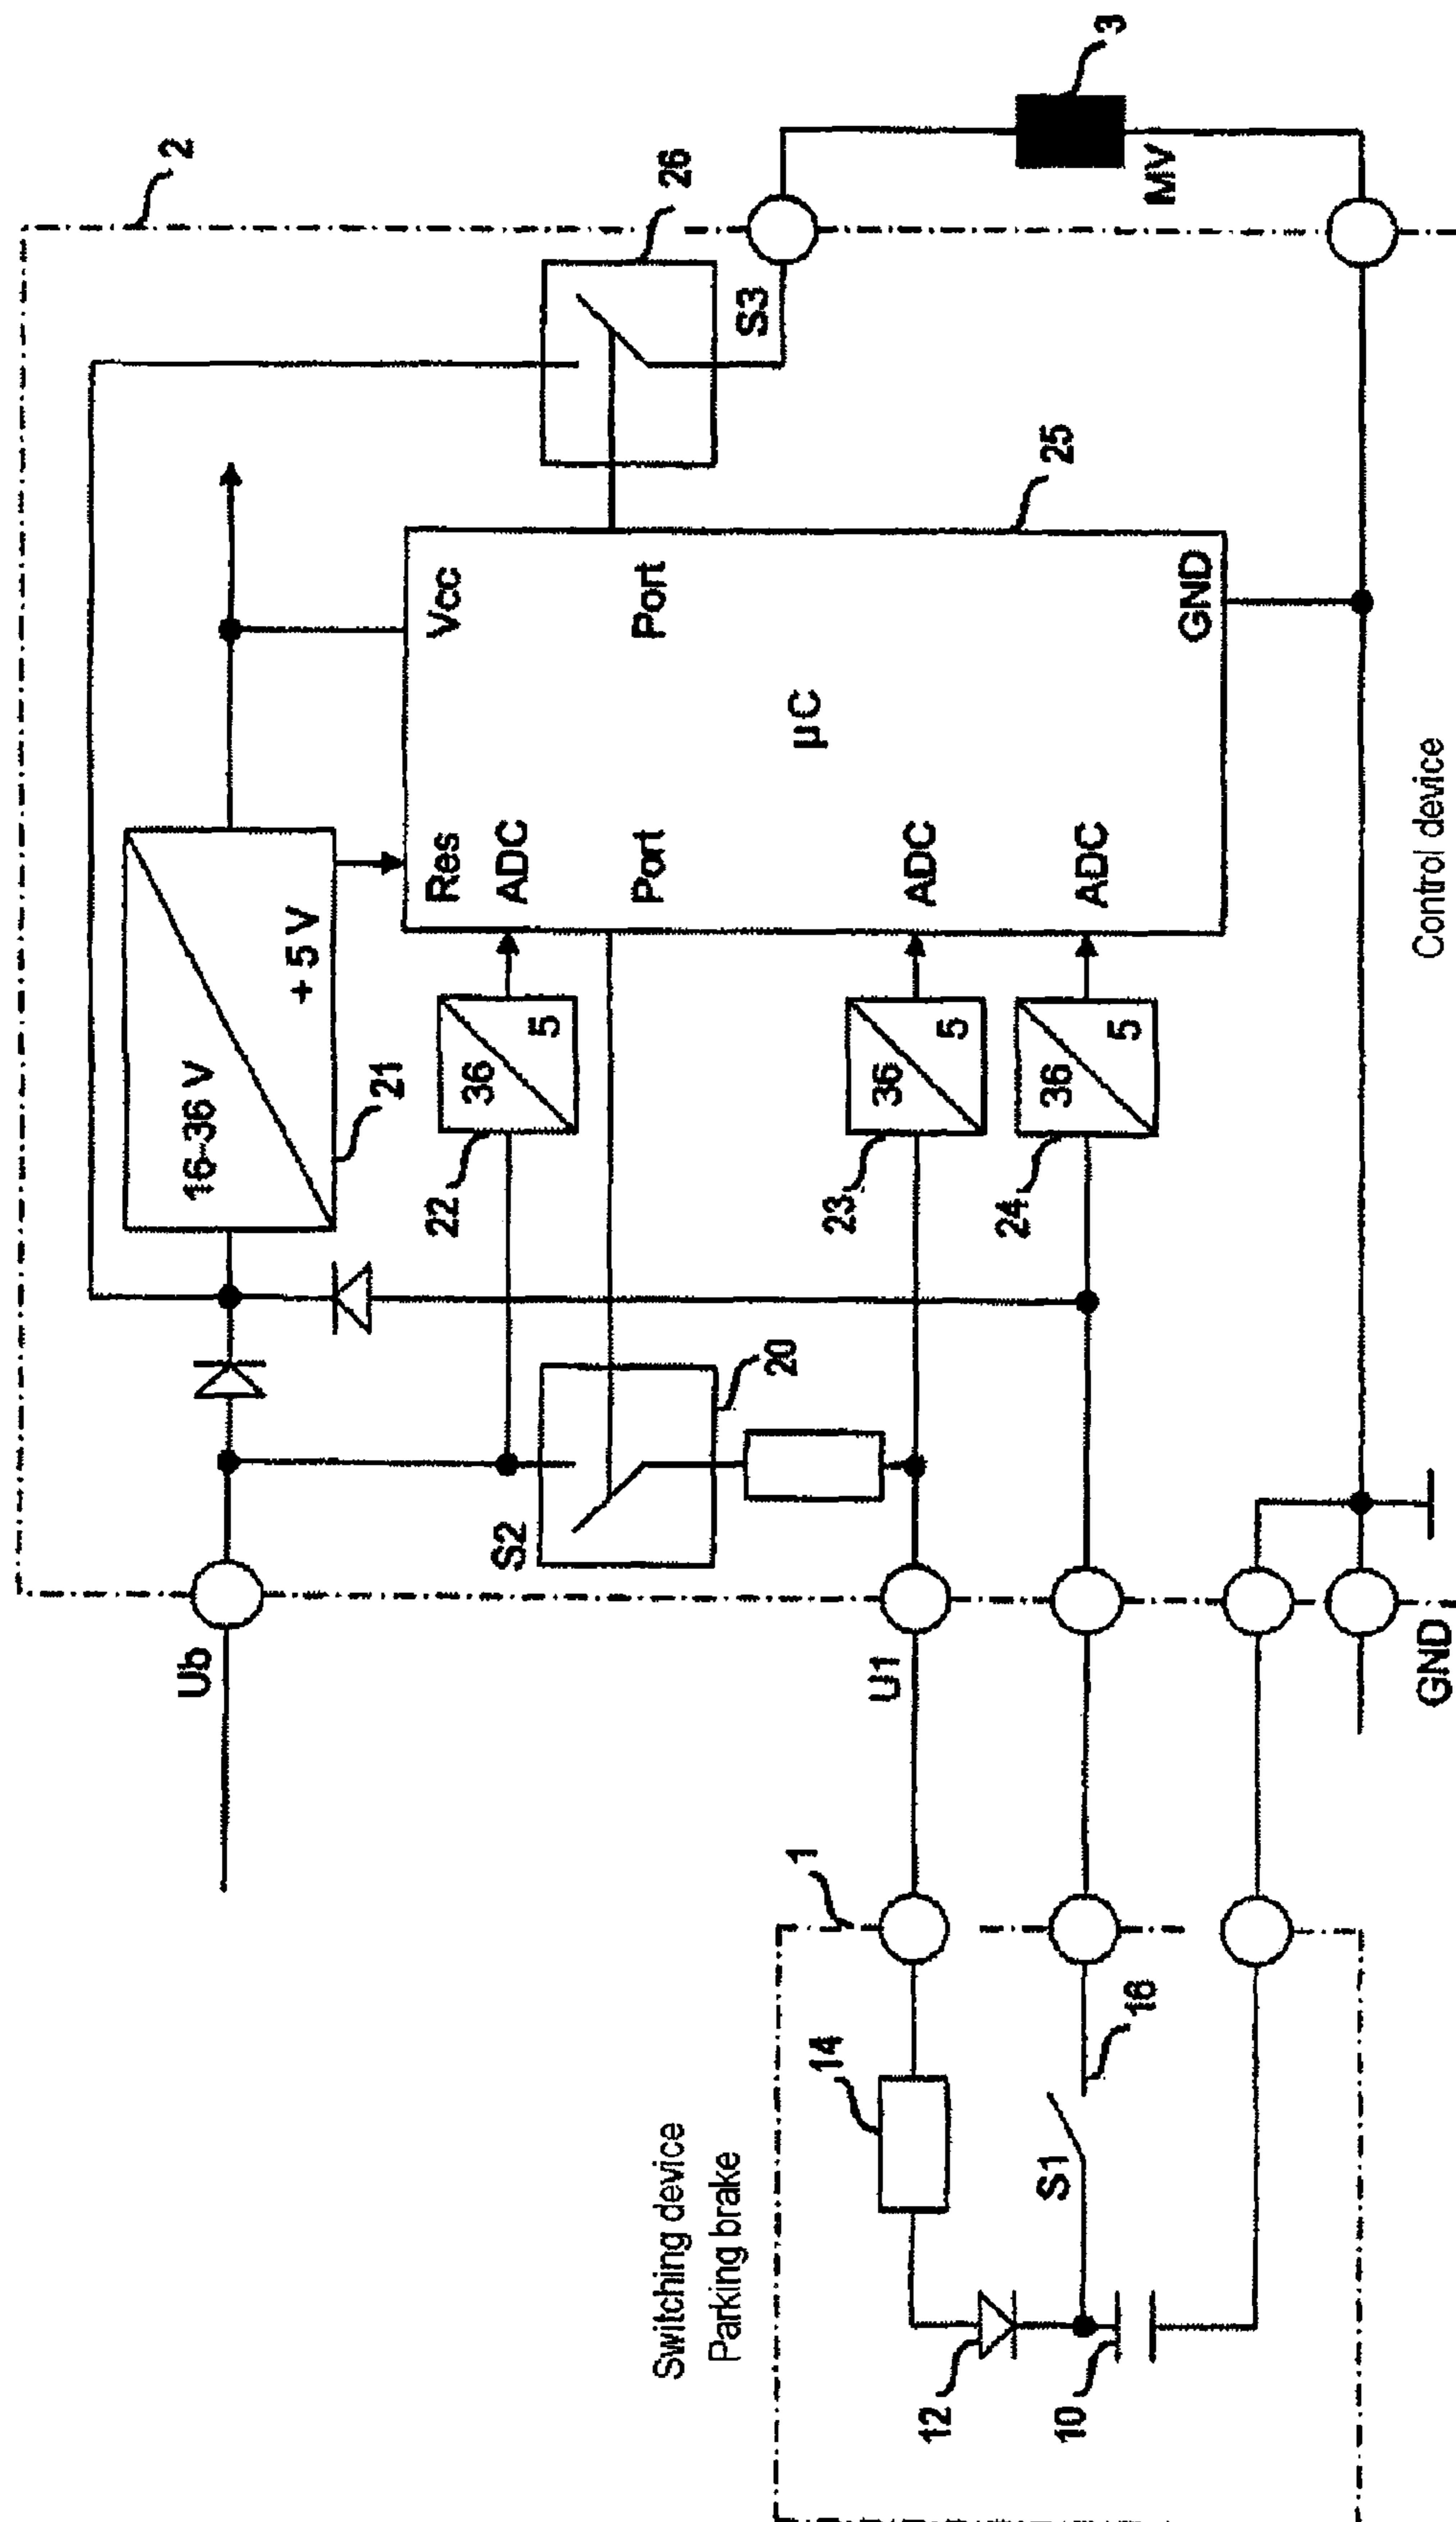 2
Ub
16-36 V
+ 5 V
21
Vcc
Res
ADC
22
36
5
Port
Port
26
S2
20
S3
µC
25
3
MV
Switching device
Parking brake
1
U1
23
36
5
ADC
14
24
36
5
ADC
GND
12
S1
16
10
GND
Control device